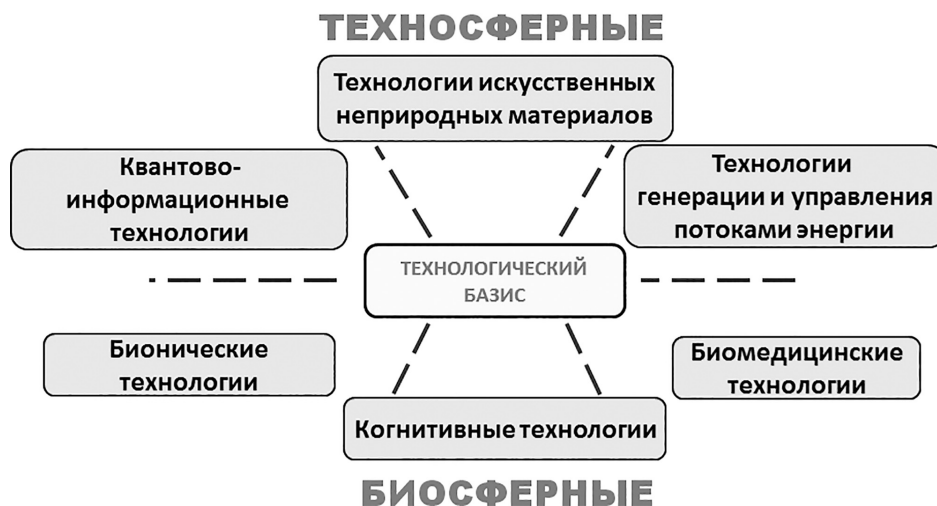 ТЕХНОСФЕРНЫЕ
Технологии искусственных
неприродных материалов
Квантово-
информационные
технологии
Технологии
генерации и управления
потоками энергии
ТЕХНОЛОГИЧЕСКИЙ
БАЗИС
Бионические
технологии
Биомедицинские
технологии
Когнитивные технологии
БИОСФЕРНЫЕ